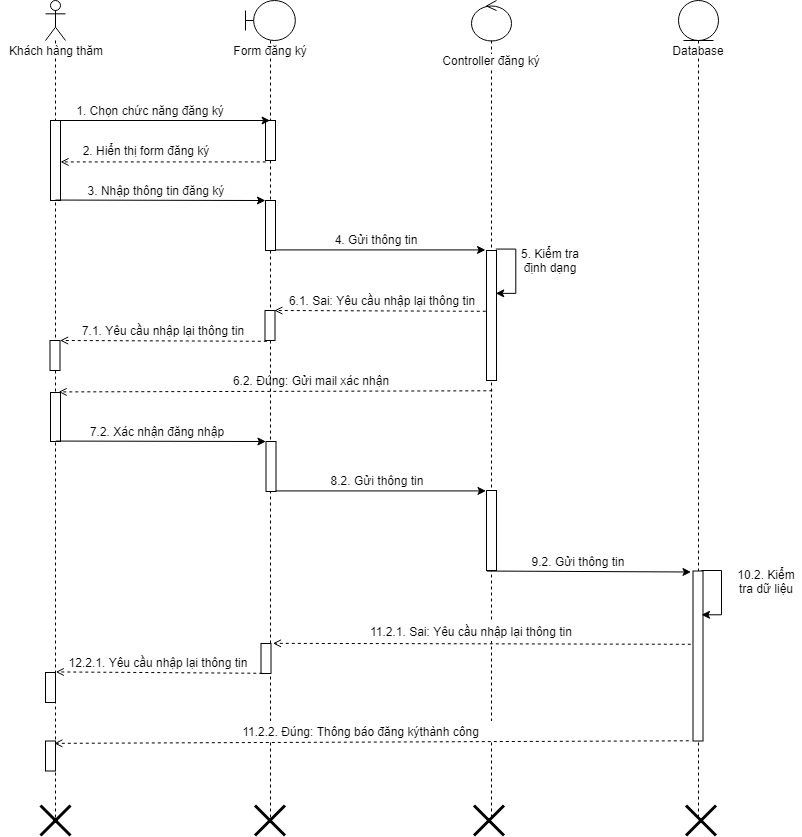 Khách hàng thăm
Form đăng ký
Controller đăng ký
Database
1. Chọn chức năng đăng ký
2. Hiển thị form đăng ký
3. Nhập thông tin đăng ký
4. Gửi thông tin
5. Kiểm tra
định dạng
6.1. Sai: Yêu cầu nhập lại thông tin
7.1. Yêu cầu nhập lại thông tin
6.2. Đúng: Gửi mail xác nhận
7.2. Xác nhận đăng nhập
8.2. Gửi thông tin
9.2. Gửi thông tin
10.2. Kiểm
tra dữ liệu
11.2.1. Sai: Yêu cầu nhập lại thông tin
12.2.1. Yêu cầu nhập lại thông tin
11.2.2. Đúng: Thông báo đăng kýthành công